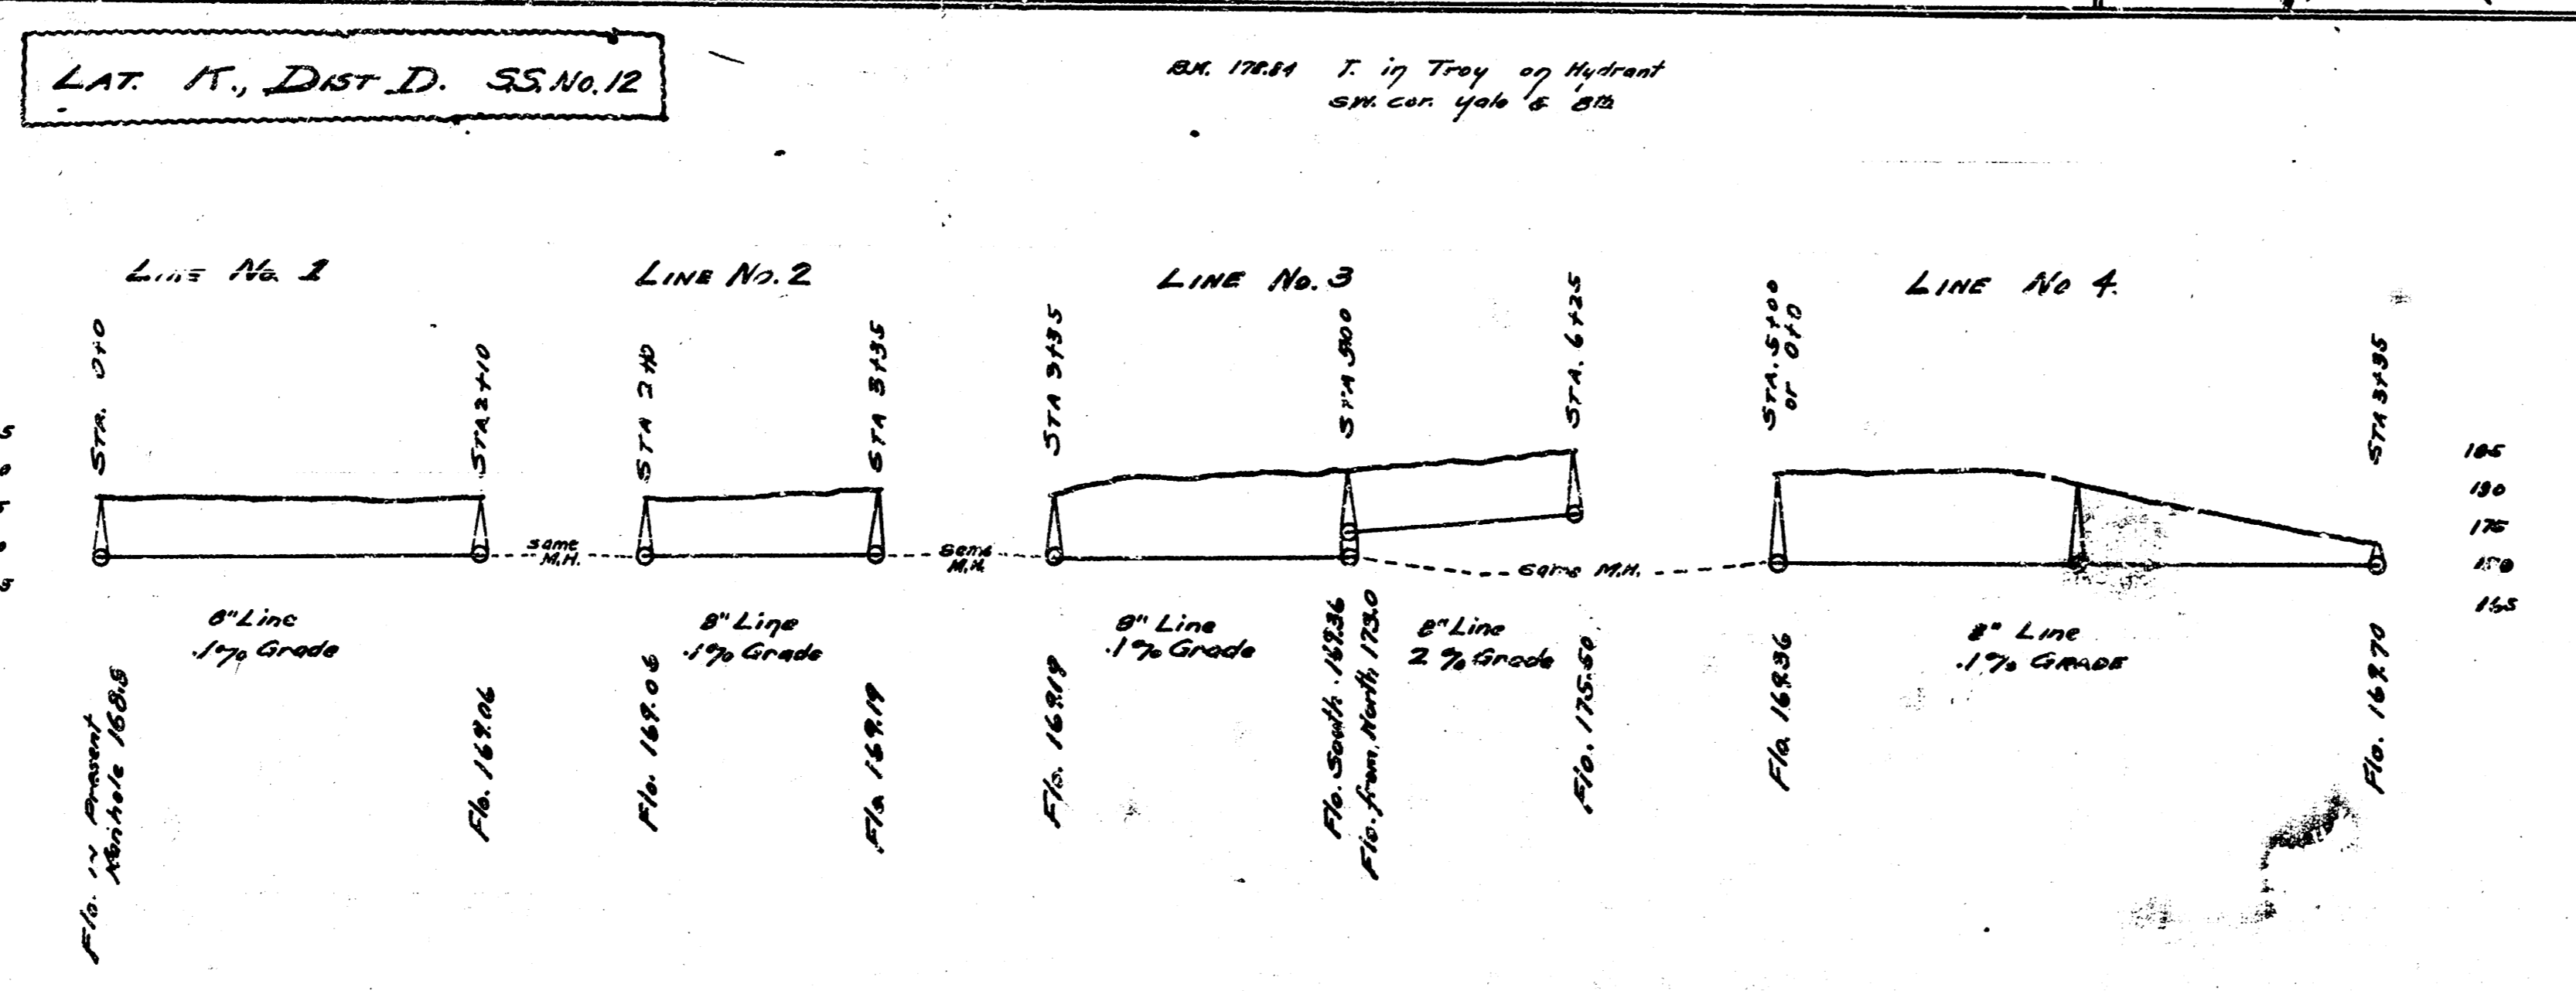 LAT. K., DIST D. S.S. No. 12
B.M. 178.84 T. in Troy on Hydrant
S.W. cor. Yale & 8th
LINE No. 1
LINE No. 2
LINE No. 3
LINE No 4.
STA. 0+0
STA 2+10
STA 2+10
STA 3+35
STA 3+35
STA 5+00
STA. 6+25
STA. 5+00
or 0+0
STA 3+35
185
180
175
165
same
M.H.
same
M.H.
same M.H.
8" Line
.1% Grade
8" Line
.1% Grade
8" Line
.1% Grade
8" Line
2 % Grade
8" Line
.1% GRADE
Flo. in Present
Manhole 168.8
Flo. 169.06
Flo. 169.06
Flo. 169.19
Flo. 169.19
Flo. South. 169.36
Flo. from North 173.0
Flo. 175.50
Flo. 169.36
Flo. 169.70